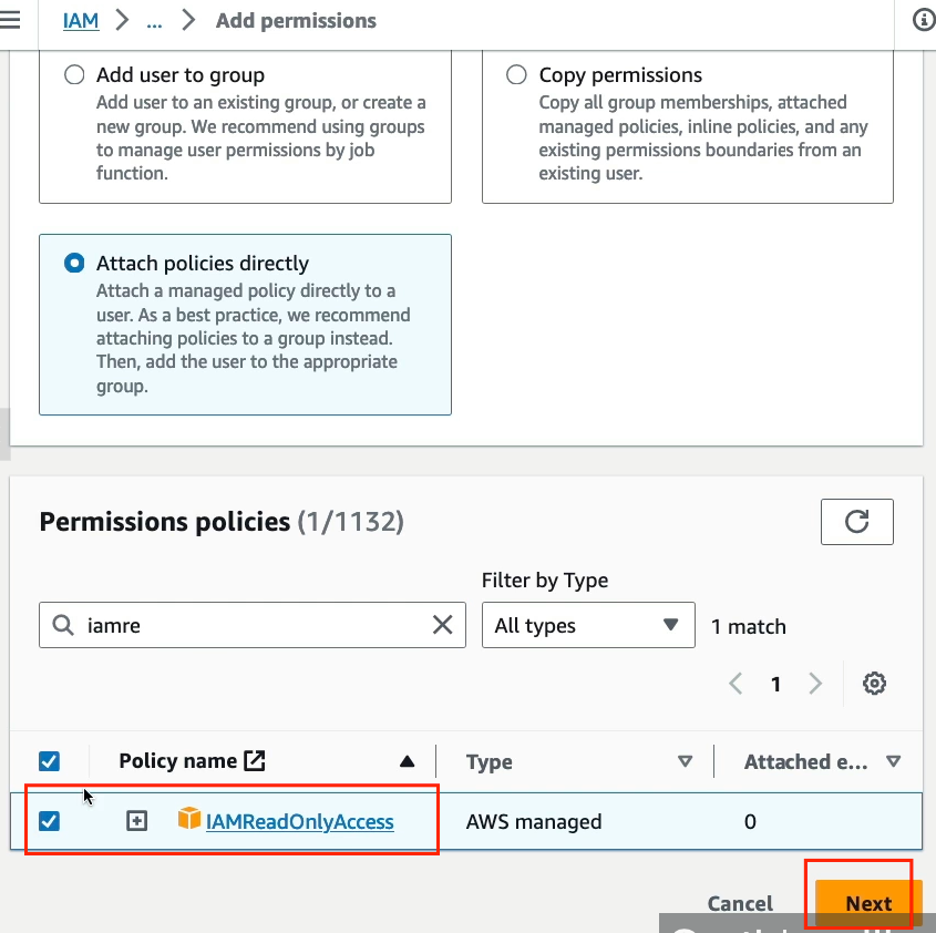 IAM > ... > Add permissions
Add user to group
Add user to an existing group, or create a
new group. We recommend using groups
to manage user permissions by job
function.
Copy permissions
Copy all group memberships, attached
managed policies, inline policies, and any
existing permissions boundaries from an
existing user.
Attach policies directly
Attach a managed policy directly to a
user. As a best practice, we recommend
attaching policies to a group instead.
Then, add the user to the appropriate
group.
Permissions policies (1/1132)
Filter by Type
iamre
All types
1 match
1
Policy name
Type
Attached e...
IAMReadOnlyAccess
AWS managed
0
Cancel
Next